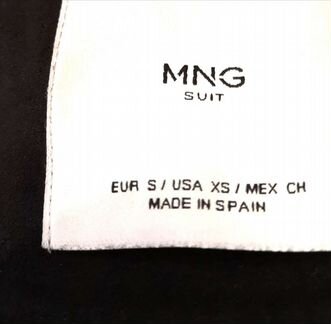 MNG
SUIT
EUR S / USA XS / MEX CH
MADE IN SPAIN